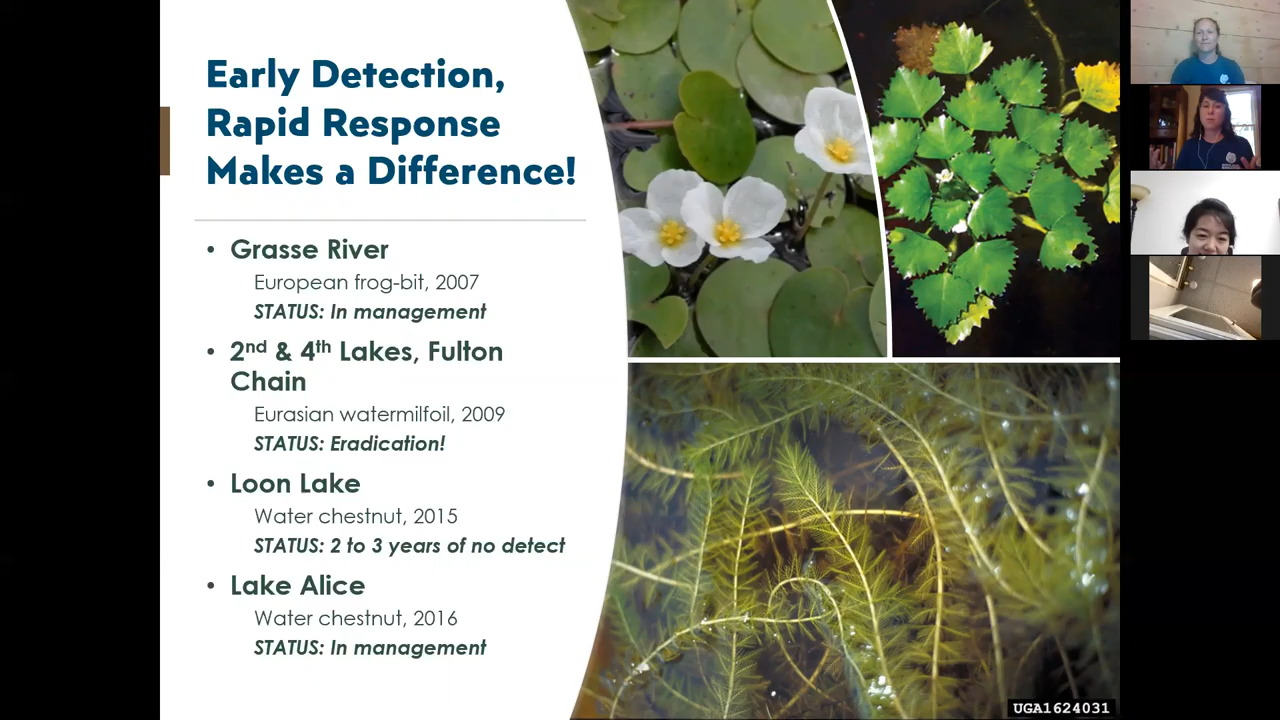 Early Detection,
Rapid Response
Makes a Difference!
• Grasse River
European frog-bit, 2007
STATUS: In management
• 2nd & 4th Lakes, Fulton
Chain
Eurasian watermilfoil, 2009
STATUS: Eradication!
• Loon Lake
Water chestnut, 2015
STATUS: 2 to 3 years of no detect
• Lake Alice
Water chestnut, 2016
STATUS: In management
UGA1624031